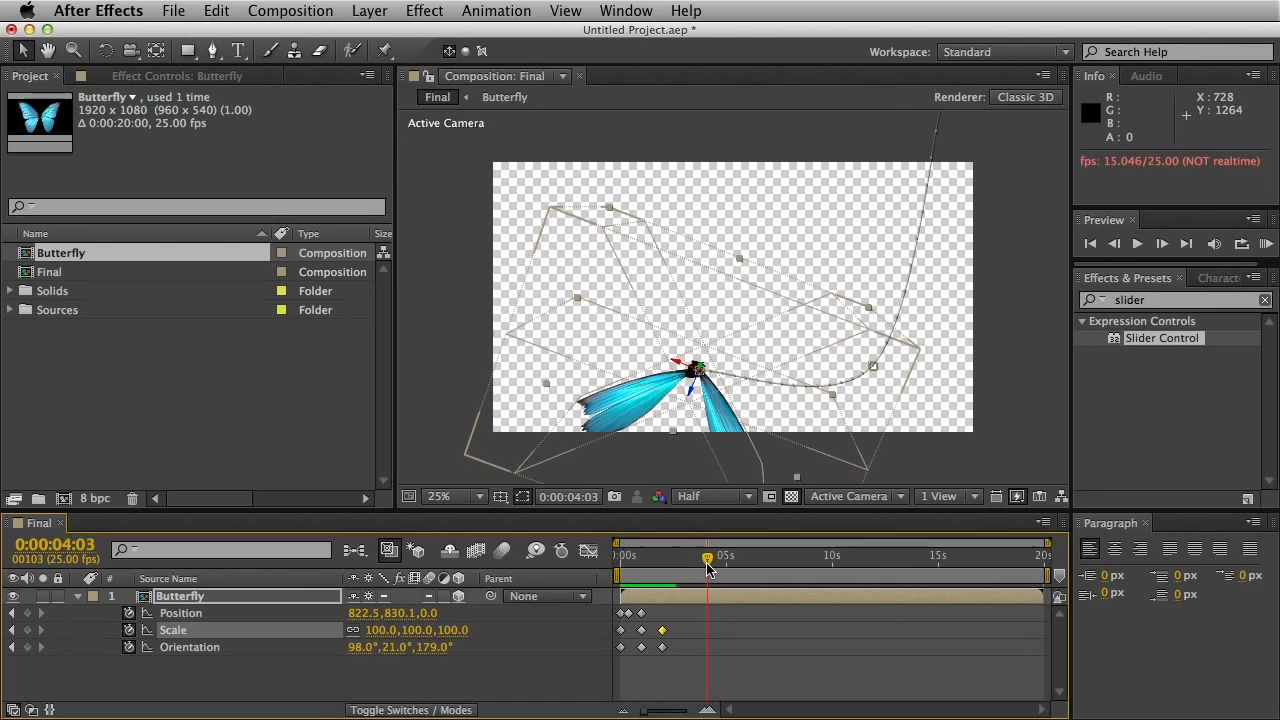 After Effects File Edit Composition Layer Effect Animation View Window Help
Untitled Project.aep *
T Workspace: Standard Search Help
Project Effect Controls: Butterfly
Butterfly , used 1 time
1920 x 1080 (960 x 540) (1.00)
Δ 0:00:20:00, 25.00 fps
Name Type Size
Butterfly Composition
Final Composition
Solids Folder
Sources Folder
8 bpc
Composition: Final
Final Butterfly Renderer: Classic 3D
Active Camera
25% 0:00:04:03 Half Active Camera 1 View
Info Audio
R : X : 728
G : Y : 1264
B :
A : 0
fps: 15.046/25.00 (NOT realtime)
Preview
Effects & Presets Charact
slider
Expression Controls
32 Slider Control
Final
0:00:04:03
00103 (25.00 fps)
0:00s 05s 10s 15s 20s
# Source Name fx Parent
1 Butterfly None
Position 822.5,830.1,0.0
Scale 100.0,100.0,100.0%
Orientation 98.0°,21.0°,179.0°
Toggle Switches / Modes
Paragraph
0 px 0 px 0 px
0 px 0 px